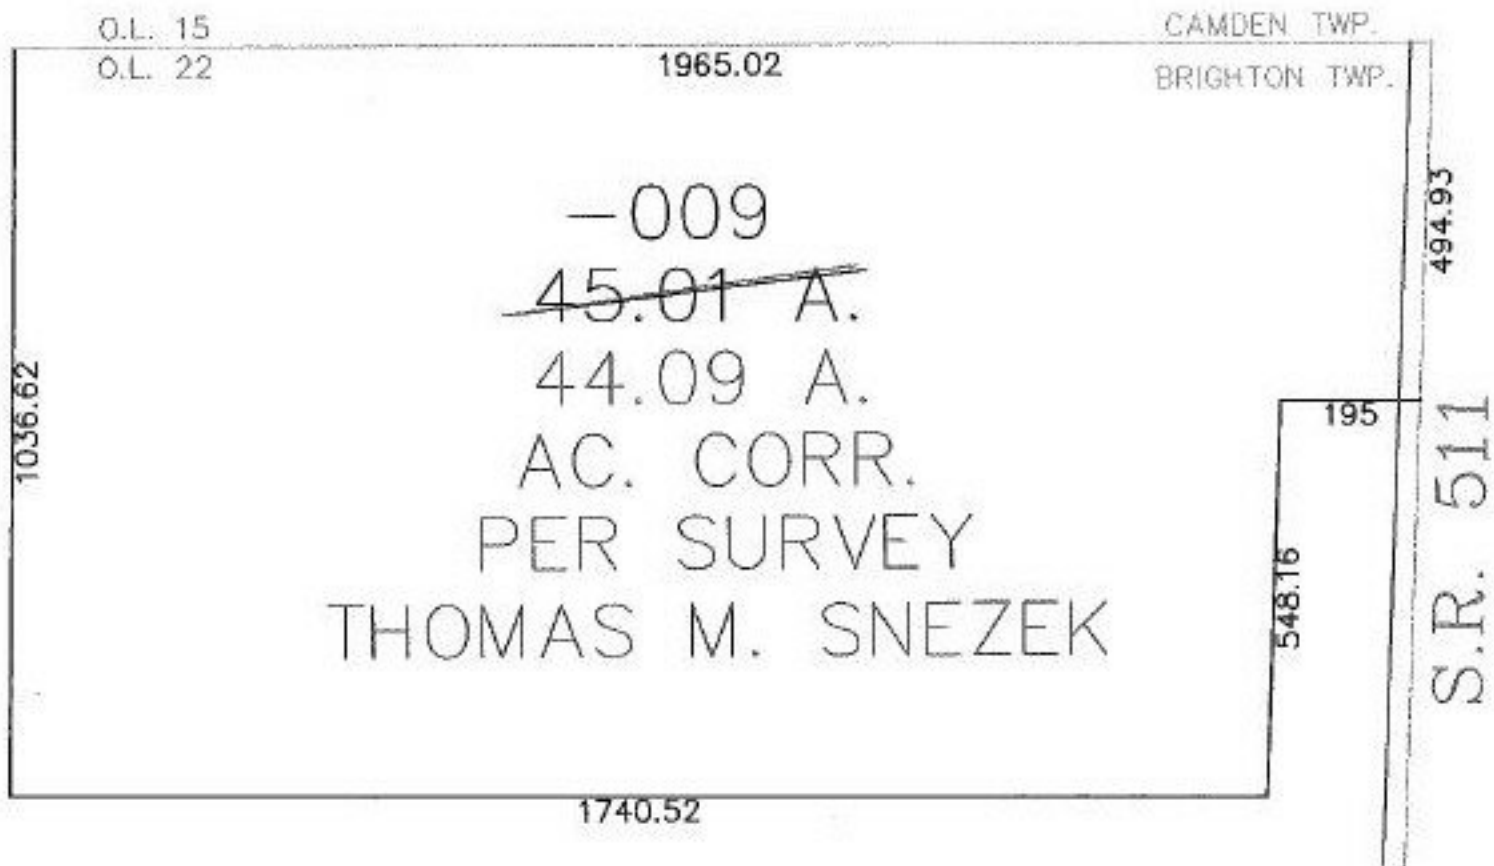 O.L. 15
CAMDEN TWP.
O.L. 22
1965.02
BRIGHTON TWP.
494.93
-009
45.01 A.
44.09 A.
AC. CORR.
PER SURVEY
THOMAS M. SNEZEK
1036.62
195
S.R. 511
548.16
1740.52